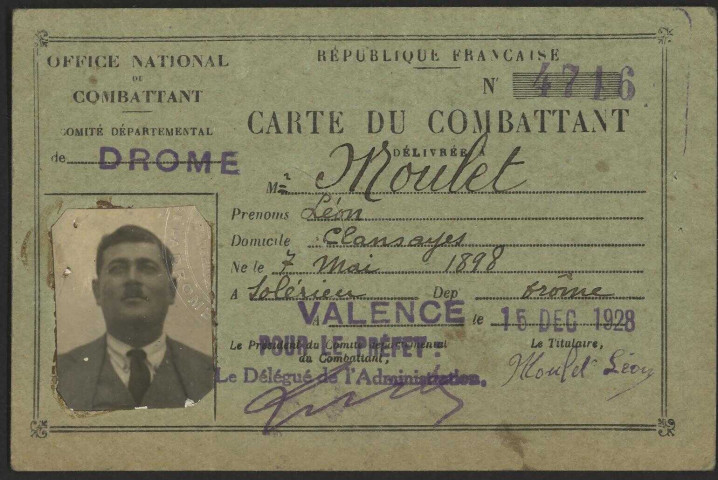 OFFICE NATIONAL
DU
COMBATTANT
COMITÉ DÉPARTEMENTAL
de DROME
RÉPUBLIQUE FRANÇAISE
N° 4716
CARTE DU COMBATTANT
DÉLIVRÉE A
Mr Moulet
Prenoms Léon
Domicile Clansayes
Ne le 7 Mai 1898
A Solérieu Dep Drôme
A VALENCE le 15 DEC 1928
Le Président du Comité départemental
du Combattant,
POUR LE PRÉFET :
Le Délégué de l'Administration,
Le Titulaire,
Moulet Léon